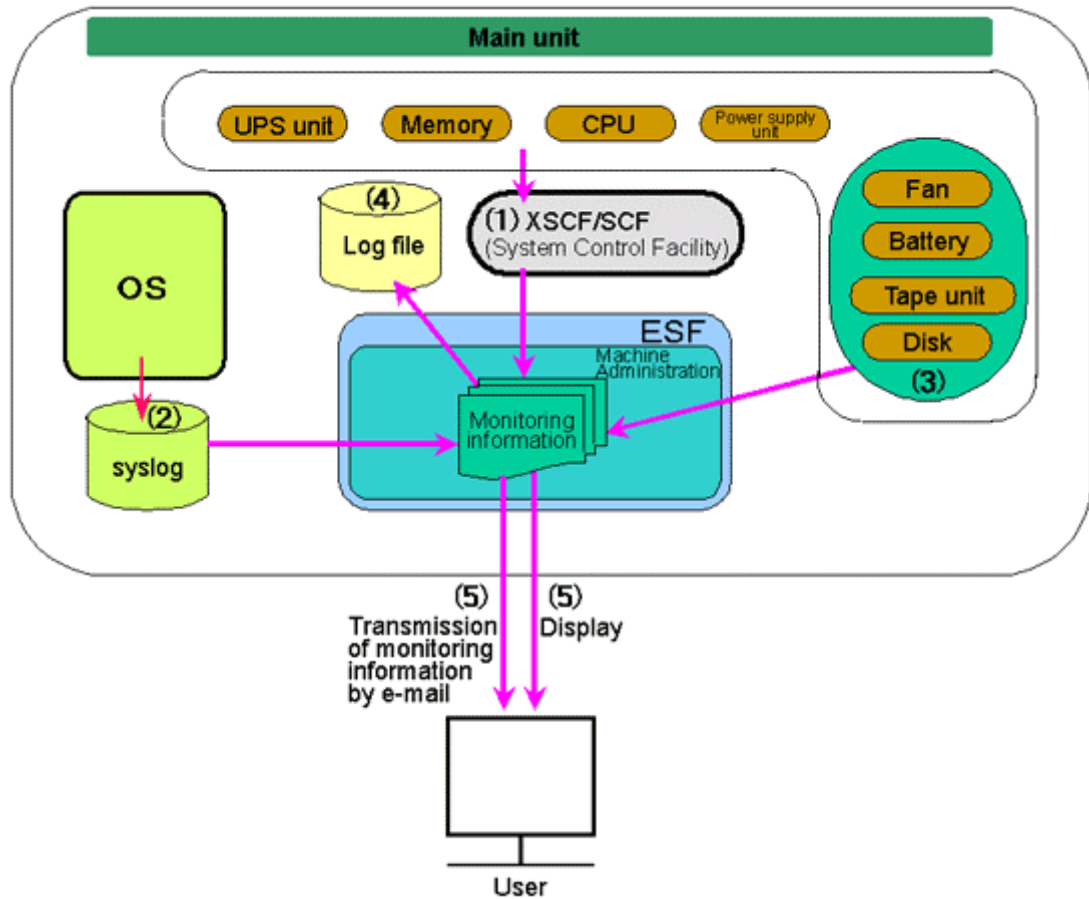 Main unit
UPS unit
Memory
CPU
Power supply
unit
Fan
Battery
Tape unit
Disk
(3)
(4)
Log file
(1) XSCF/SCF
(System Control Facility)
OS
(2)
syslog
ESF
Machine
Administration
Monitoring
information
(5)
Transmission
of monitoring
information
by e-mail
(5)
Display
User